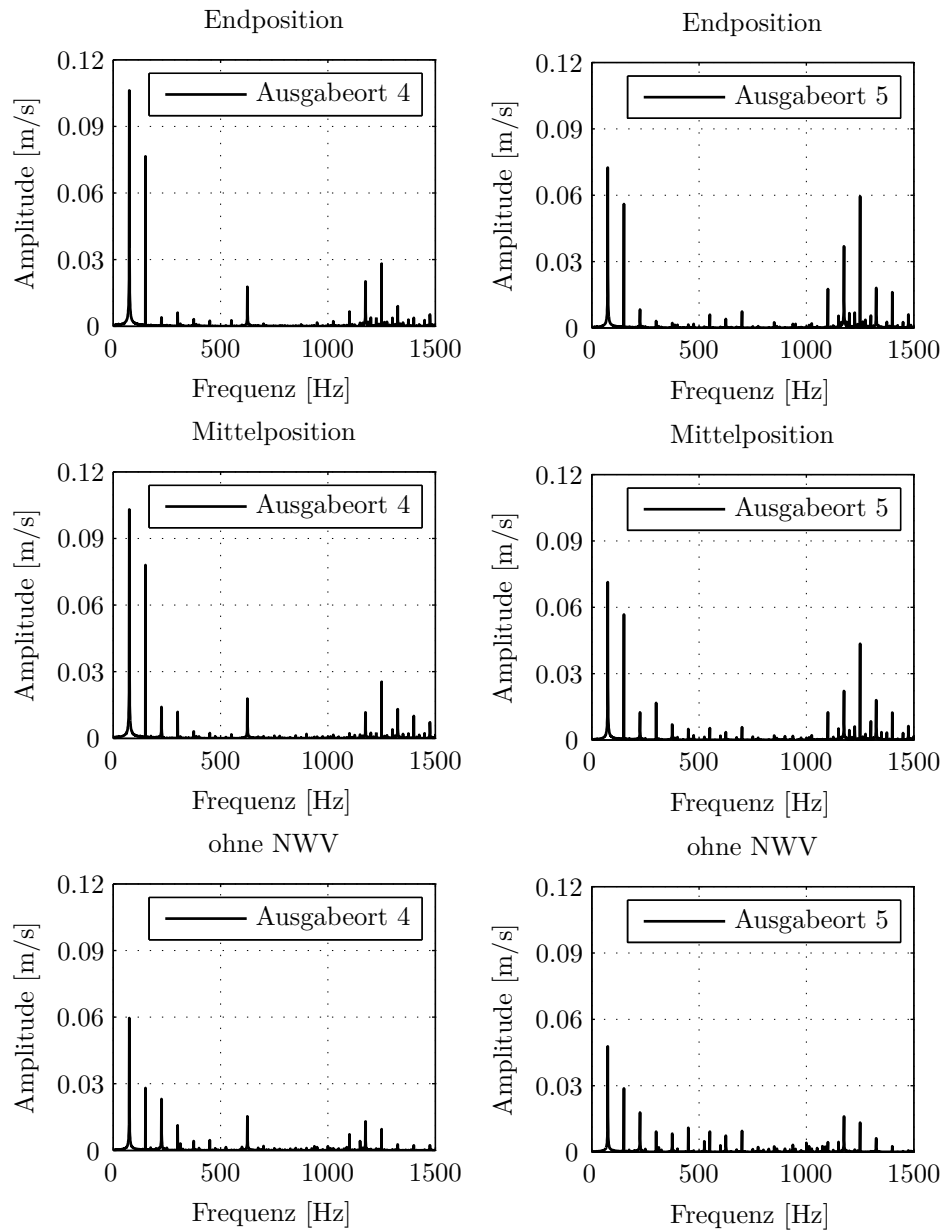 Endposition
Ausgabeort 4
Amplitude [m/s]
0.12
0.09
0.06
0.03
0
0 500 1000 1500
Frequenz [Hz]
Endposition
Ausgabeort 5
Amplitude [m/s]
0.12
0.09
0.06
0.03
0
0 500 1000 1500
Frequenz [Hz]
Mittelposition
Ausgabeort 4
Amplitude [m/s]
0.12
0.09
0.06
0.03
0
0 500 1000 1500
Frequenz [Hz]
Mittelposition
Ausgabeort 5
Amplitude [m/s]
0.12
0.09
0.06
0.03
0
0 500 1000 1500
Frequenz [Hz]
ohne NWV
Ausgabeort 4
Amplitude [m/s]
0.12
0.09
0.06
0.03
0
0 500 1000 1500
Frequenz [Hz]
ohne NWV
Ausgabeort 5
Amplitude [m/s]
0.12
0.09
0.06
0.03
0
0 500 1000 1500
Frequenz [Hz]